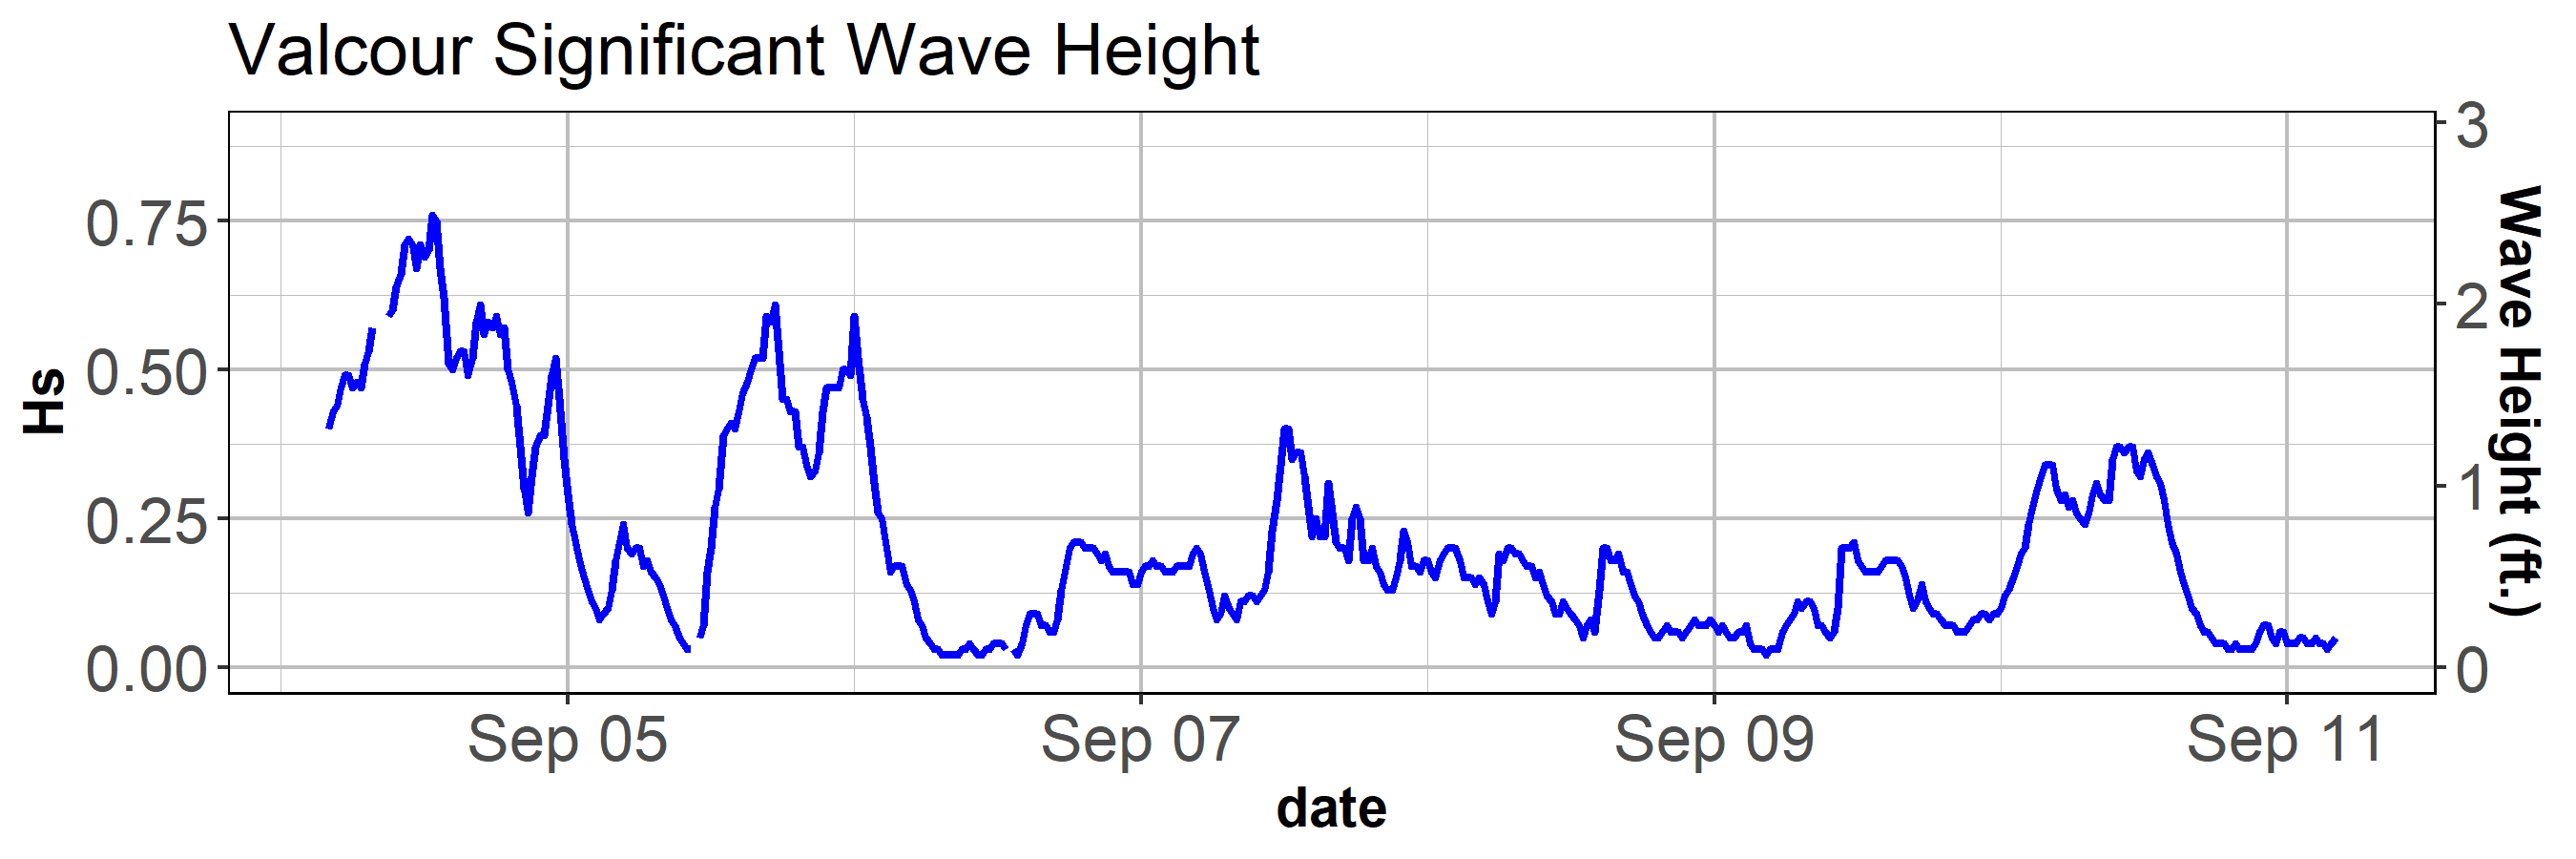 Valcour Significant Wave Height
Hs
0.75
0.50
0.25
0.00
3
2
1
0
Wave Height (ft.)
Sep 05
Sep 07
Sep 09
Sep 11
date